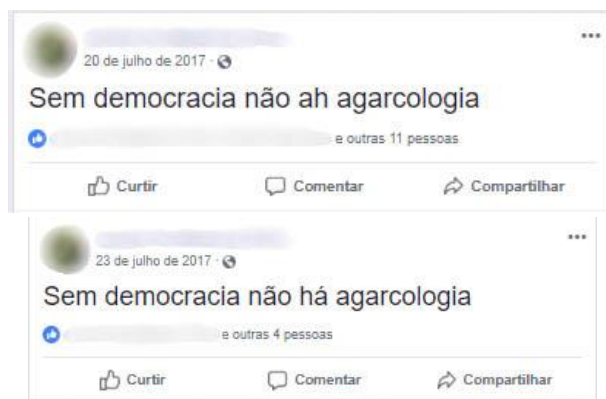 20 de julho de 2017 ·
Sem democracia não ah agarcologia
e outras 11 pessoas
Curtir Comentar Compartilhar
23 de julho de 2017 ·
Sem democracia não há agarcologia
e outras 4 pessoas
Curtir Comentar Compartilhar